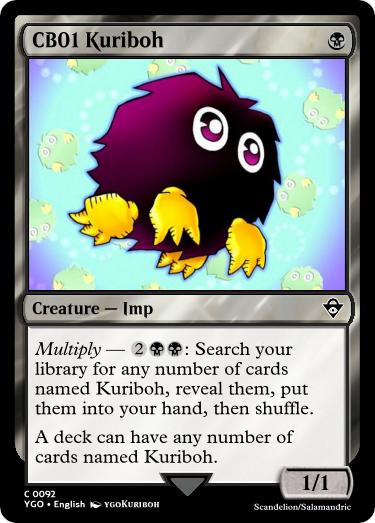 CB01 Kuriboh
Creature — Imp
Multiply — 2: Search your
library for any number of cards
named Kuriboh, reveal them, put
them into your hand, then shuffle.
A deck can have any number of
cards named Kuriboh.
1/1
C 0092
YGO • English YGOKURIBOH
Scandelion/Salamandric